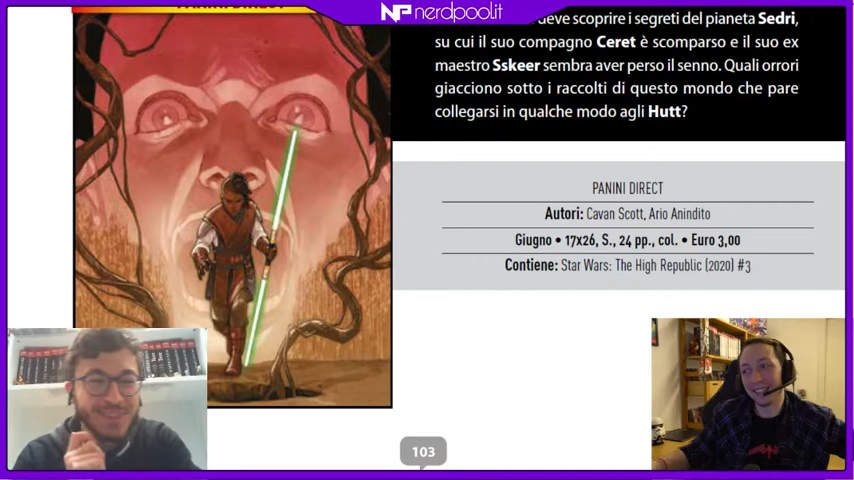 nerdpool.it
PANINI DIRECT
deve scoprire i segreti del pianeta Sedri,
su cui il suo compagno Ceret è scomparso e il suo ex
maestro Sskeer sembra aver perso il senno. Quali orrori
giacciono sotto i raccolti di questo mondo che pare
collegarsi in qualche modo agli Hutt?
PANINI DIRECT
Autori: Cavan Scott, Ario Anindito
Giugno • 17x26, S., 24 pp., col. • Euro 3,00
Contiene: Star Wars: The High Republic (2020) #3
103